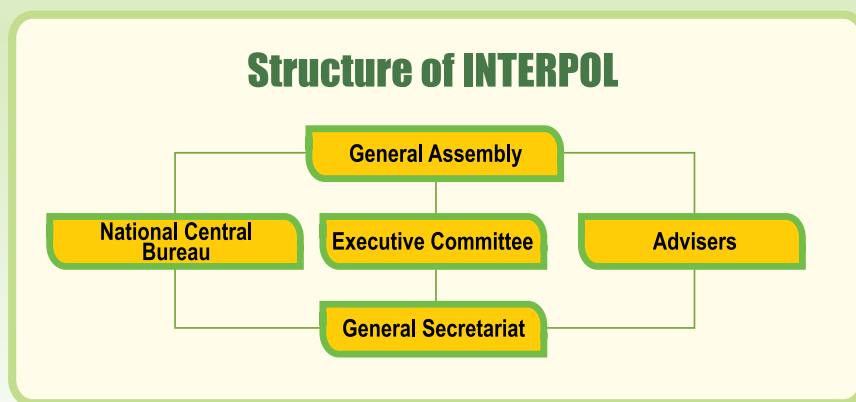 Structure of INTERPOL
General Assembly
National Central
Bureau
Executive Committee
Advisers
General Secretariat